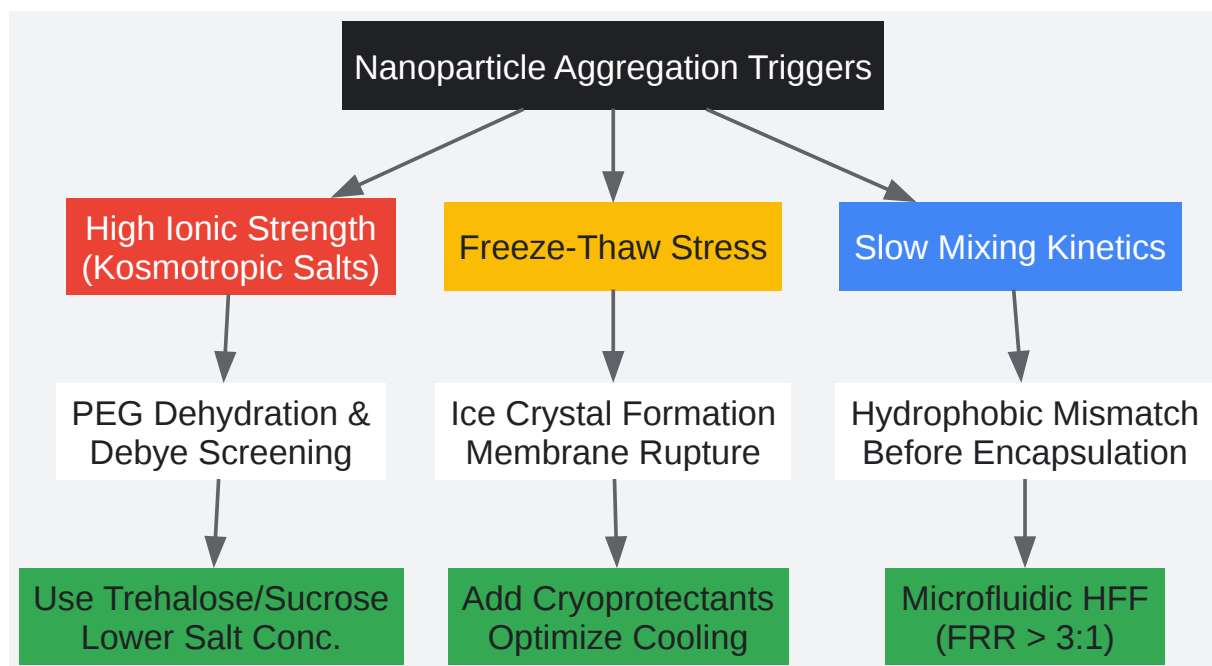 Nanoparticle Aggregation Triggers
High Ionic Strength
(Kosmotropic Salts)
Freeze-Thaw Stress
Slow Mixing Kinetics
PEG Dehydration &
Debye Screening
Ice Crystal Formation
Membrane Rupture
Hydrophobic Mismatch
Before Encapsulation
Use Trehalose/Sucrose
Lower Salt Conc.
Add Cryoprotectants
Optimize Cooling
Microfluidic HFF
(FRR > 3:1)